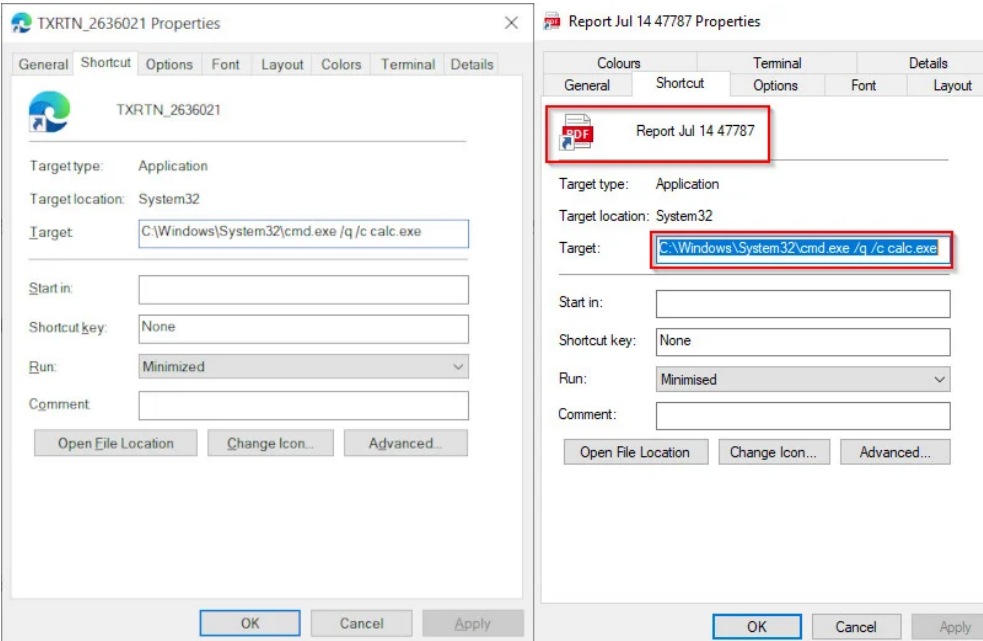 TXRTN_2636021 Properties
General Shortcut Options Font Layout Colors Terminal Details
TXRTN_2636021
Target type: Application
Target location: System32
Target: C:\Windows\System32\cmd.exe /q /c calc.exe
Start in:
Shortcut key: None
Run: Minimized
Comment:
Open File Location Change Icon... Advanced...
OK Cancel Apply
Report Jul 14 47787 Properties
Colours Terminal Details
General Shortcut Options Font Layout
PDF
Report Jul 14 47787
Target type: Application
Target location: System32
Target: C:\Windows\System32\cmd.exe /q /c calc.exe
Start in:
Shortcut key: None
Run: Minimised
Comment:
Open File Location Change Icon... Advanced...
OK Cancel Apply